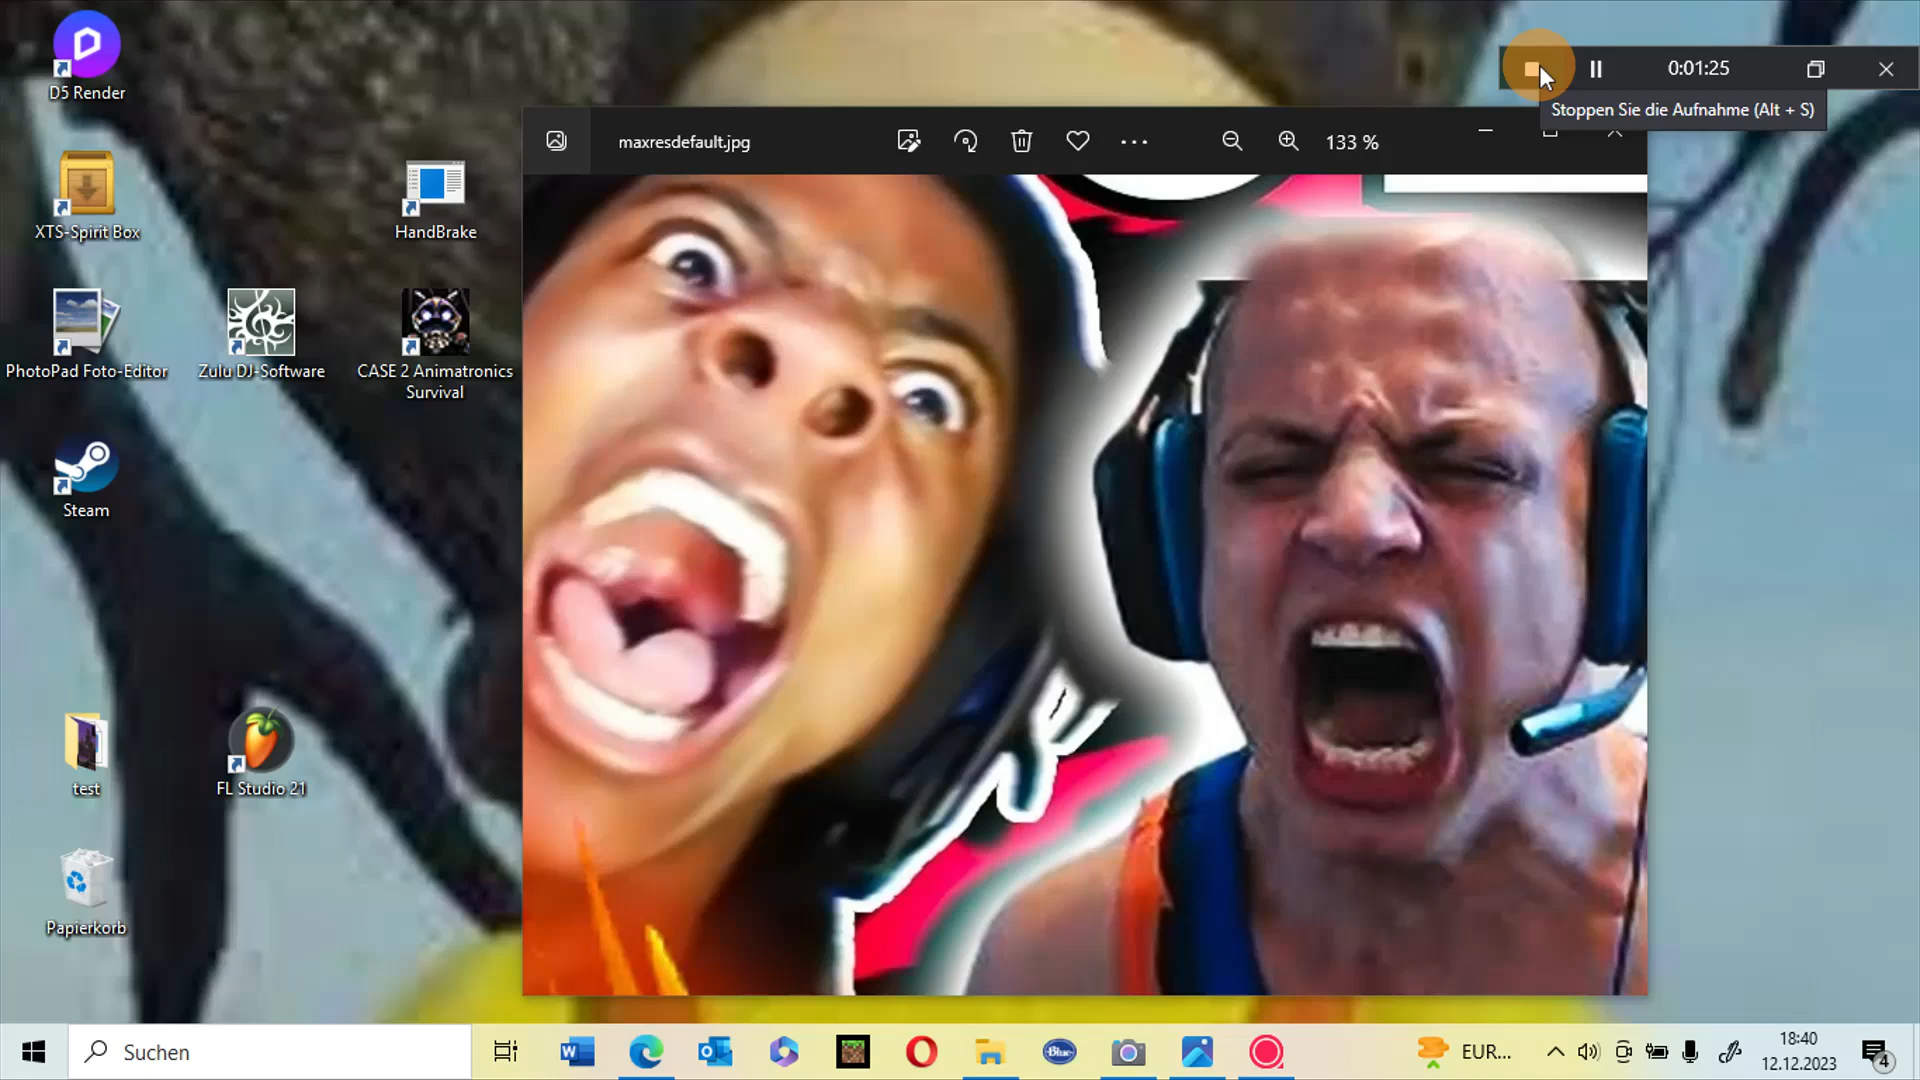 D5 Render
0:01:25
Stoppen Sie die Aufnahme (Alt + S)
maxresdefault.jpg
133 %
XTS-Spirit Box
HandBrake
PhotoPad Foto-Editor
Zulu DJ-Software
CASE 2 Animatronics
Survival
Steam
test
FL Studio 21
Papierkorb
Suchen
Blue
EUR...
18:40
12.12.2023
4